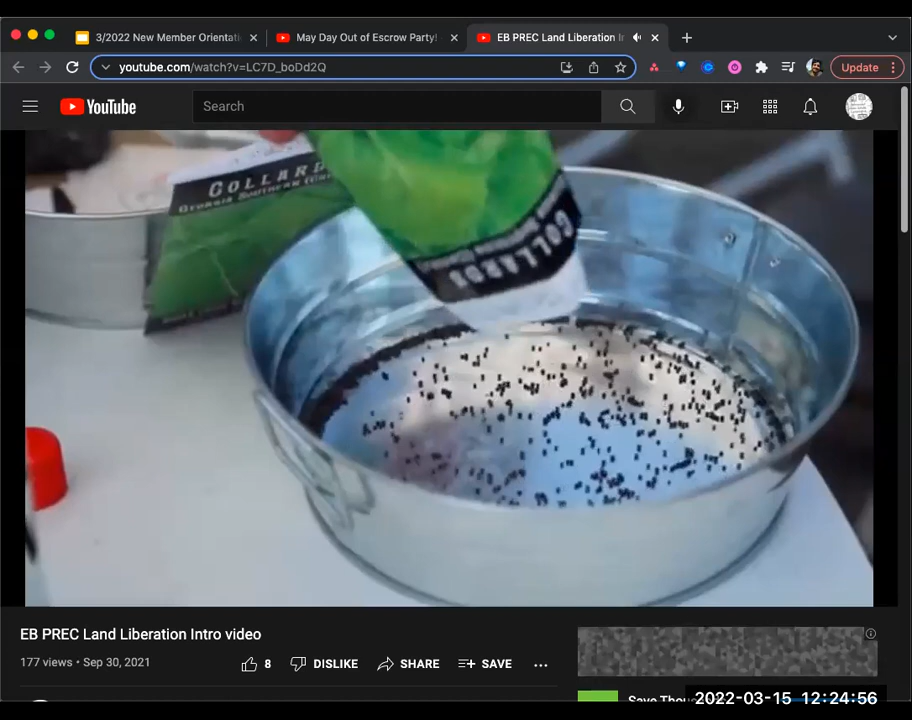 3/2022 New Member Orientati
May Day Out of Escrow Party!
EB PREC Land Liberation I
youtube.com/watch?v=LC7D_boDd2Q
Update
YouTube
Search
COLLARD
COLLARDS
EB PREC Land Liberation Intro video
177 views • Sep 30, 2021
8
DISLIKE
SHARE
SAVE
2022-03-15 12:24:56